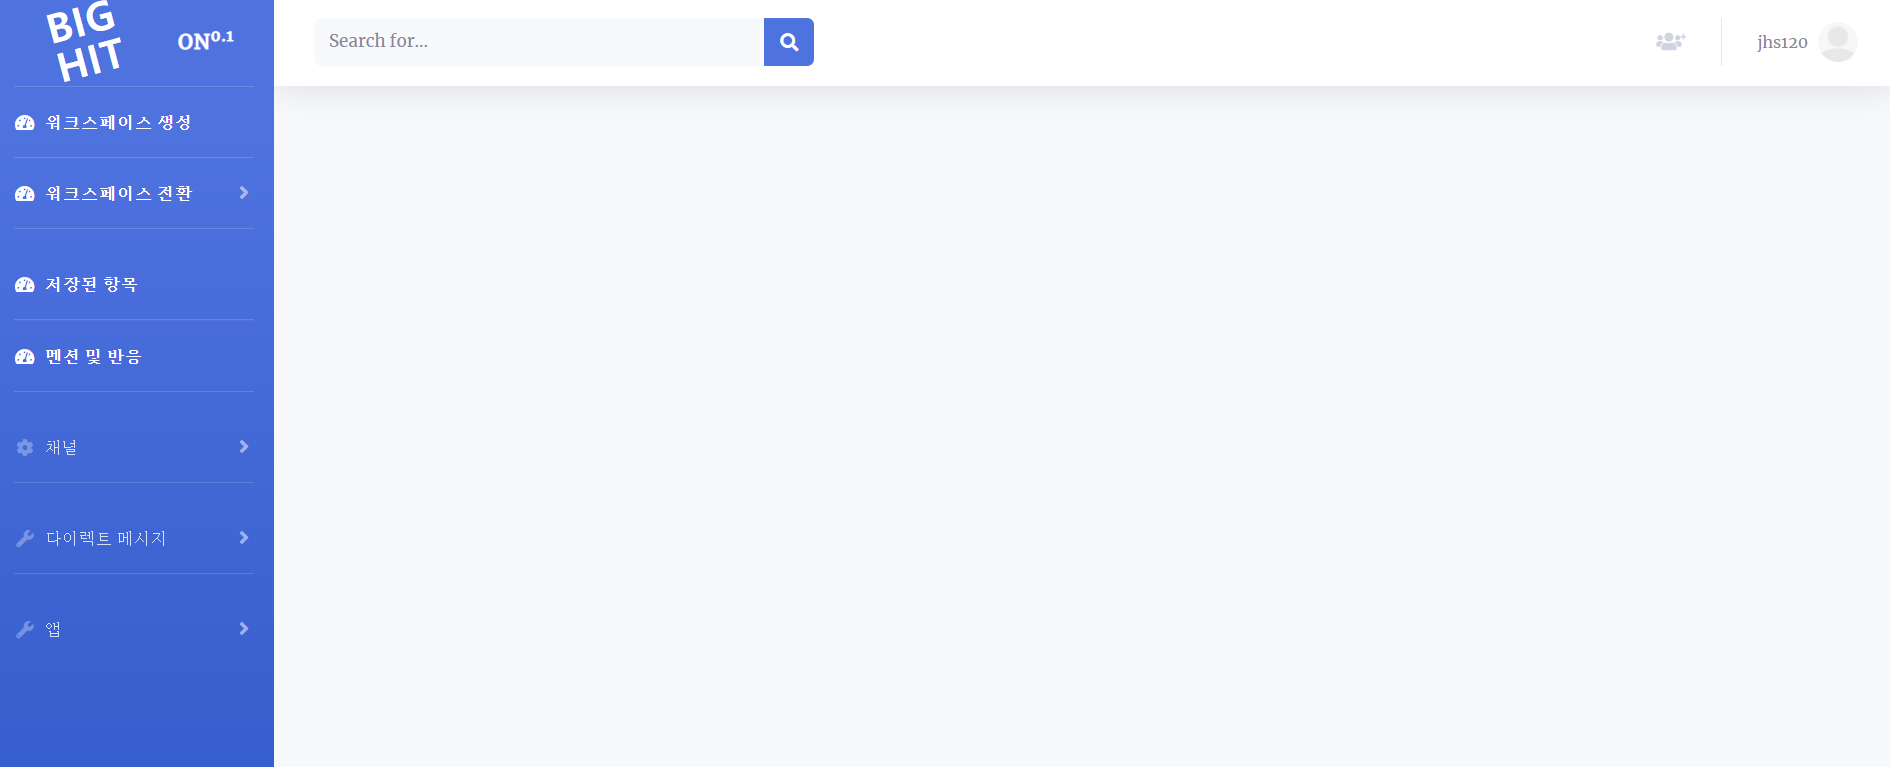 BIG
HIT
ON0.1
Search for...
jhs120
워크스페이스 생성
워크스페이스 전환
저장된 항목
멘션 및 반응
채널
다이렉트 메시지
앱